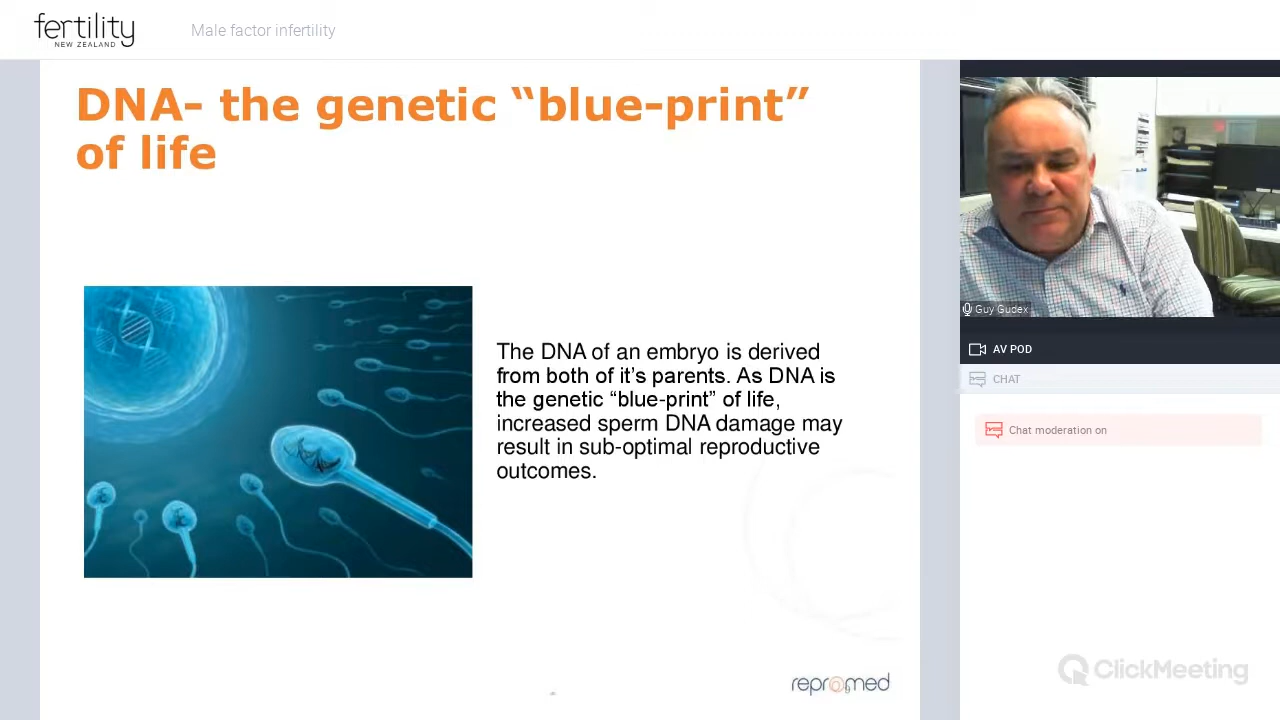 fertility
NEW ZEALAND
Male factor infertility
DNA- the genetic “blue-print”
of life
The DNA of an embryo is derived
from both of it’s parents. As DNA is
the genetic “blue-print” of life,
increased sperm DNA damage may
result in sub-optimal reproductive
outcomes.
repromed
Guy Gudex
AV POD
CHAT
Chat moderation on
ClickMeeting